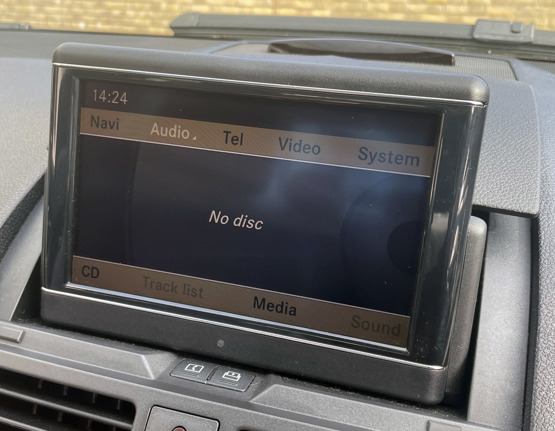 14:24
Navi Audio Tel Video System
No disc
CD Track list Media Sound